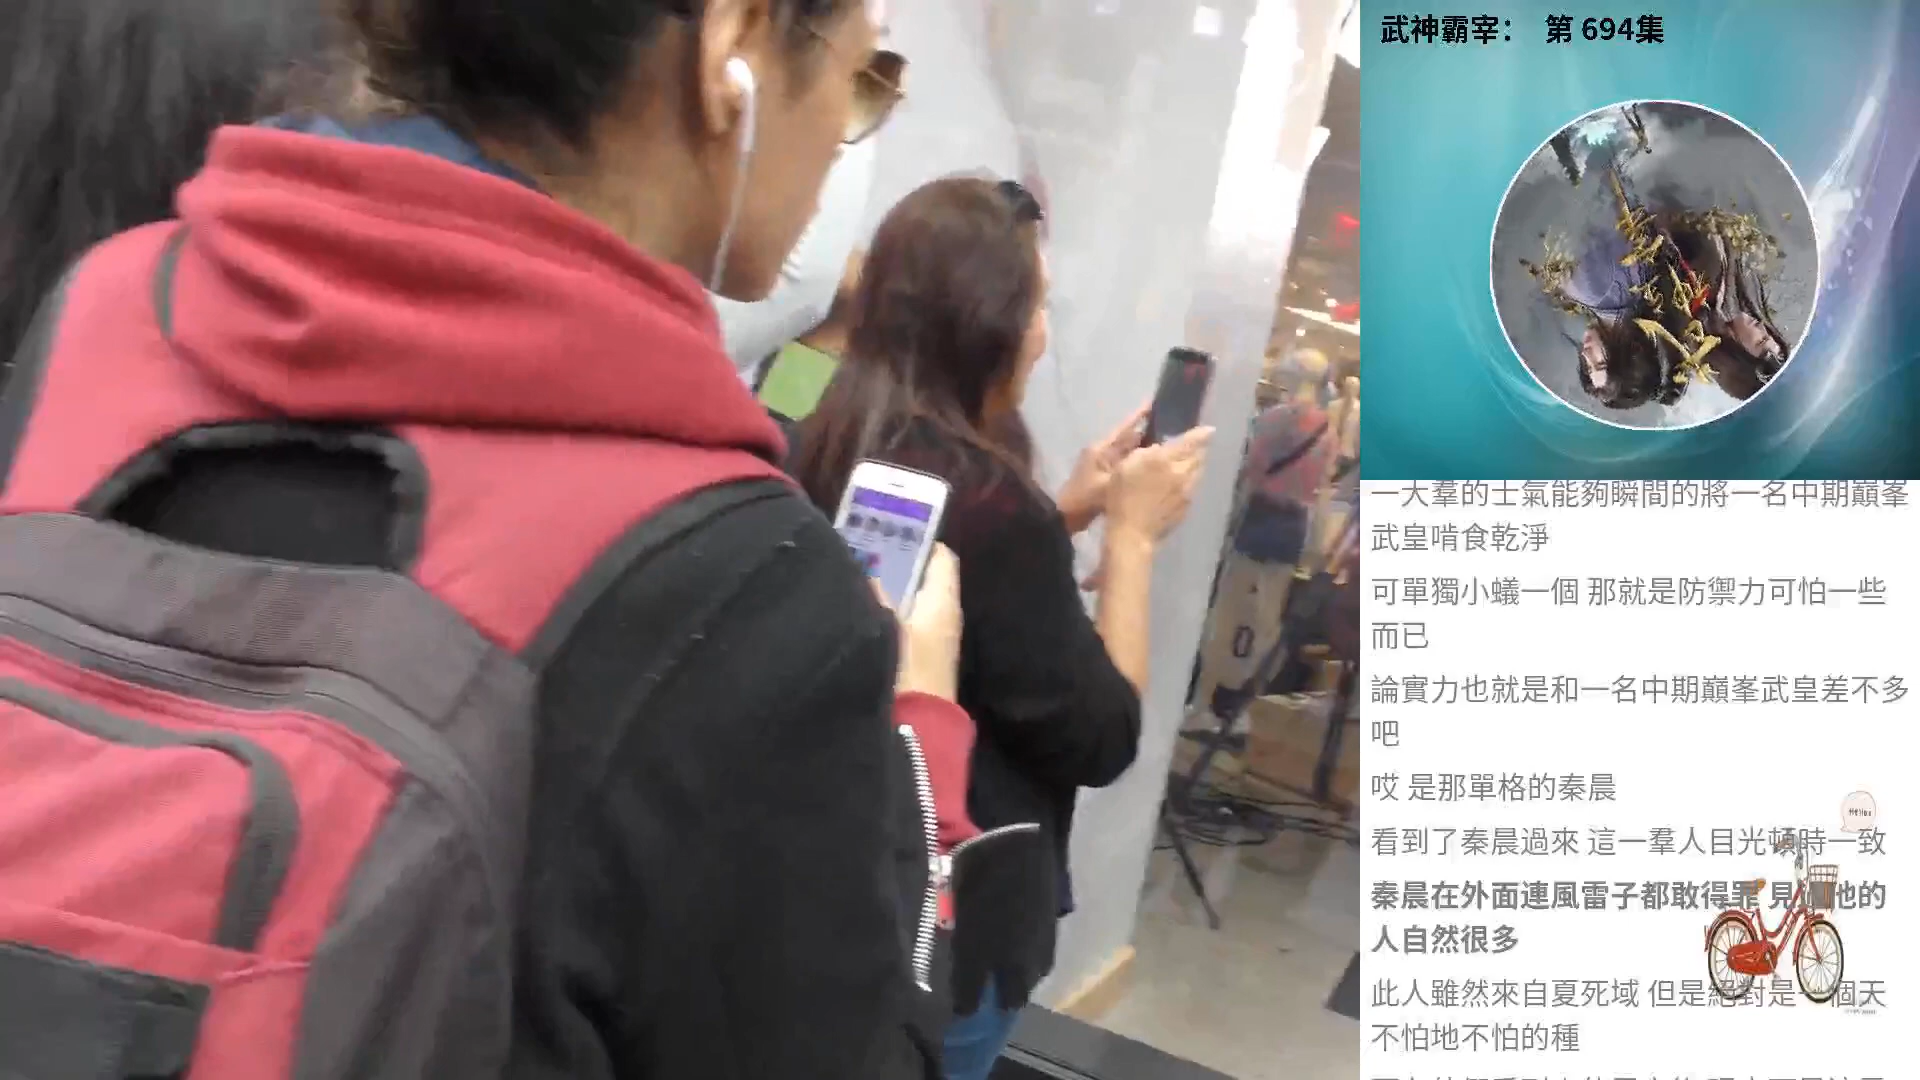 武神霸宰： 第 694集
一大羣的士氣能夠瞬間的將一名中期巔峯
武皇啃食乾淨
可單獨小蟻一個 那就是防禦力可怕一些
而已
論實力也就是和一名中期巔峯武皇差不多
吧
哎 是那單格的秦晨
看到了秦晨過來 這一羣人目光頓時一致
秦晨在外面連風雷子都敢得罪 見過他的
人自然很多
此人雖然來自夏死域 但是絕對是一個天
不怕地不怕的種
Hello